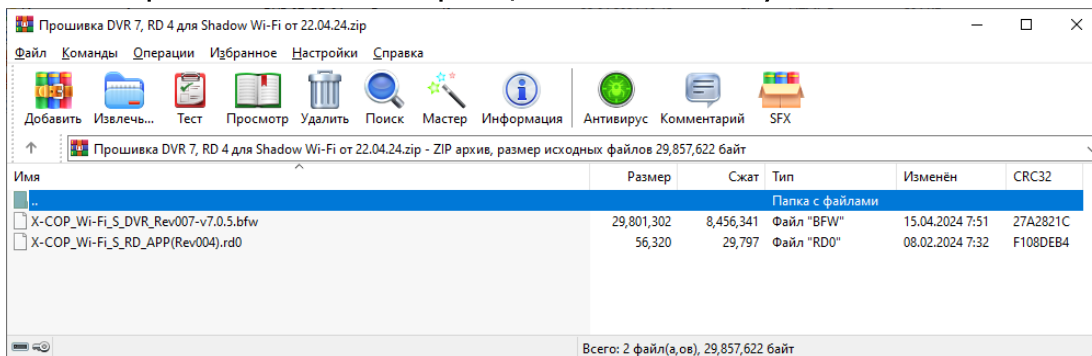 Прошивка DVR 7, RD 4 для Shadow Wi-Fi от 22.04.24.zip
Файл Команды Операции Избранное Настройки Справка
Добавить Извлечь... Тест Просмотр Удалить Поиск Мастер Информация Антивирус Комментарий SFX
Прошивка DVR 7, RD 4 для Shadow Wi-Fi от 22.04.24.zip - ZIP архив, размер исходных файлов 29,857,622 байт
Имя Размер Сжат Тип Изменён CRC32
.. Папка с файлами
X-COP_Wi-Fi_S_DVR_Rev007-v7.0.5.bfw 29,801,302 8,456,341 Файл "BFW" 15.04.2024 7:51 27A2821C
X-COP_Wi-Fi_S_RD_APP(Rev004).rd0 56,320 29,797 Файл "RD0" 08.02.2024 7:32 F108DEB4
Всего: 2 файл(а,ов), 29,857,622 байт